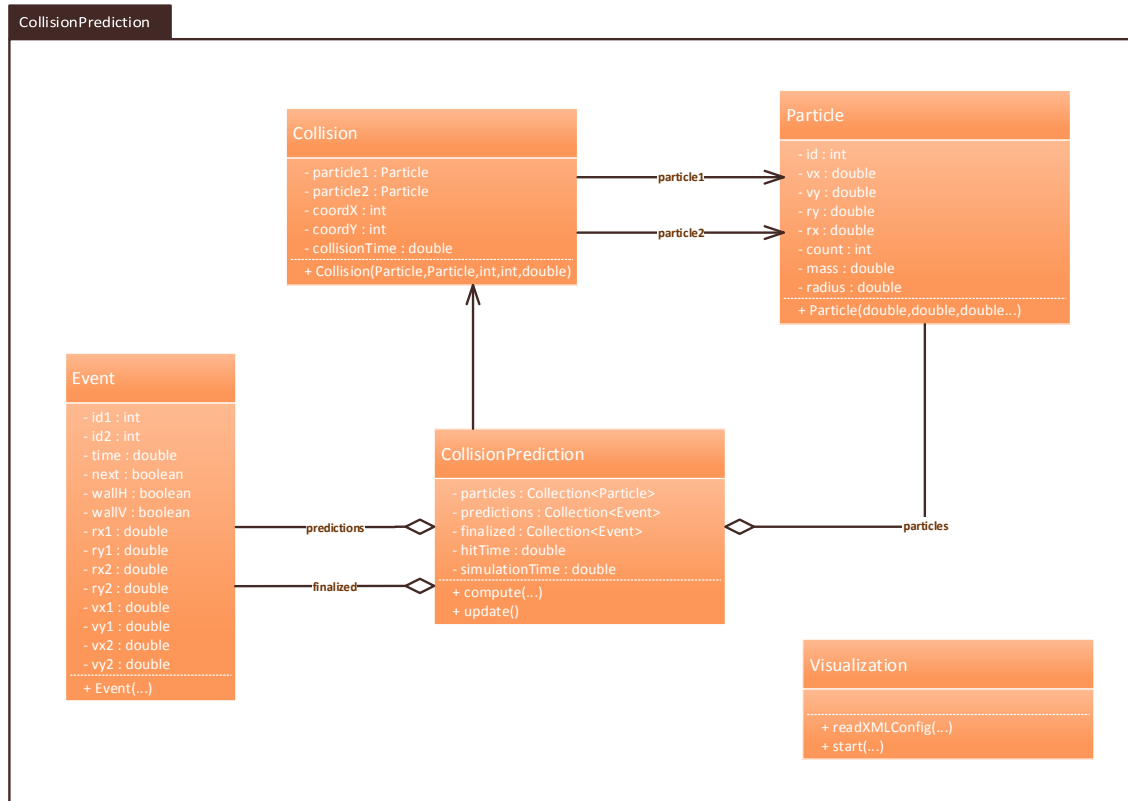 CollisionPrediction
Collision
- particle1 : Particle
- particle2 : Particle
- coordX : int
- coordY : int
- collisionTime : double
+ Collision(Particle,Particle,int,int,double)
particle1
particle2
Particle
- id : int
- vx : double
- vy : double
- ry : double
- rx : double
- count : int
- mass : double
- radius : double
+ Particle(double,double,double...)
Event
- id1 : int
- id2 : int
- time : double
- next : boolean
- wallH : boolean
- wallV : boolean
- rx1 : double
- ry1 : double
- rx2 : double
- ry2 : double
- vx1 : double
- vy1 : double
- vx2 : double
- vy2 : double
+ Event(...)
predictions
finalized
CollisionPrediction
- particles : Collection<Particle>
- predictions : Collection<Event>
- finalized : Collection<Event>
- hitTime : double
- simulationTime : double
+ compute(...)
+ update()
particles
Visualization
+ readXMLConfig(...)
+ start(...)